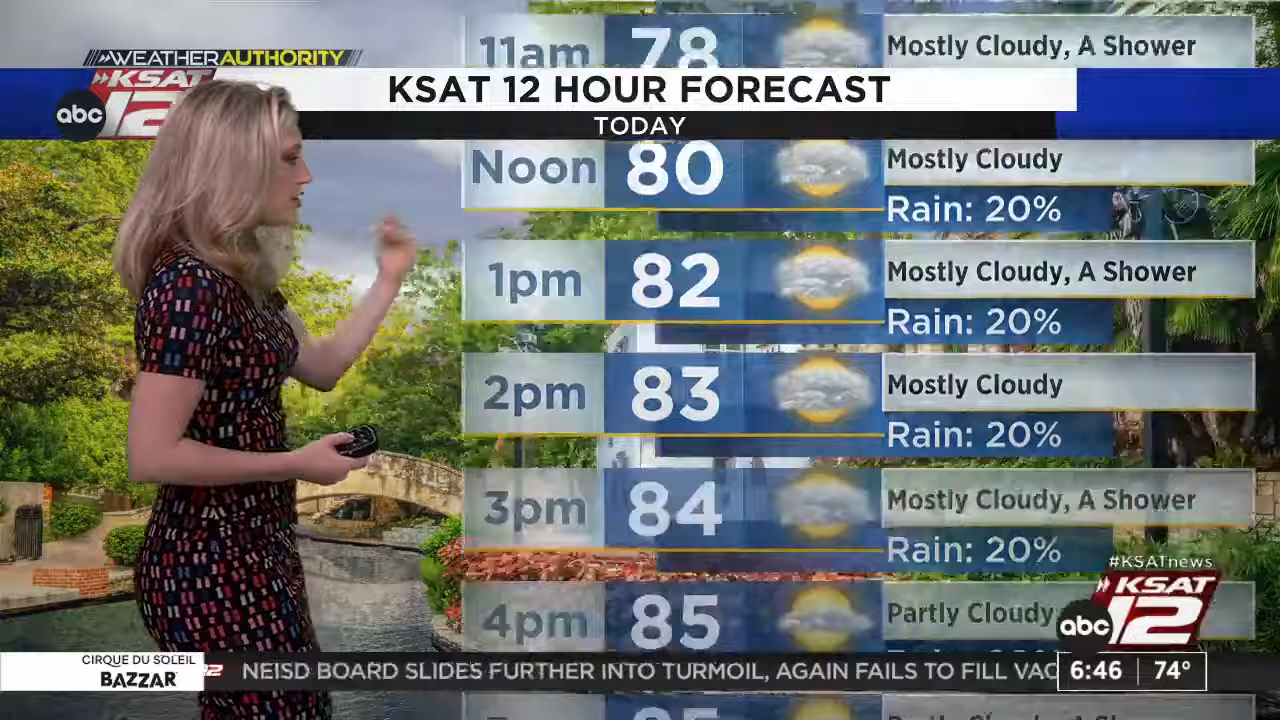 WEATHER AUTHORITY
KSAT
abc 12
KSAT 12 HOUR FORECAST
TODAY
11am 78 Mostly Cloudy, A Shower
Noon 80 Mostly Cloudy
Rain: 20%
1pm 82 Mostly Cloudy, A Shower
Rain: 20%
2pm 83 Mostly Cloudy
Rain: 20%
3pm 84 Mostly Cloudy, A Shower
Rain: 20%
4pm 85 Partly Cloudy
#KSATnews
KSAT
abc 12
CIRQUE DU SOLEIL
BAZZAR
NEISD BOARD SLIDES FURTHER INTO TURMOIL, AGAIN FAILS TO FILL VAC
6:46 74°